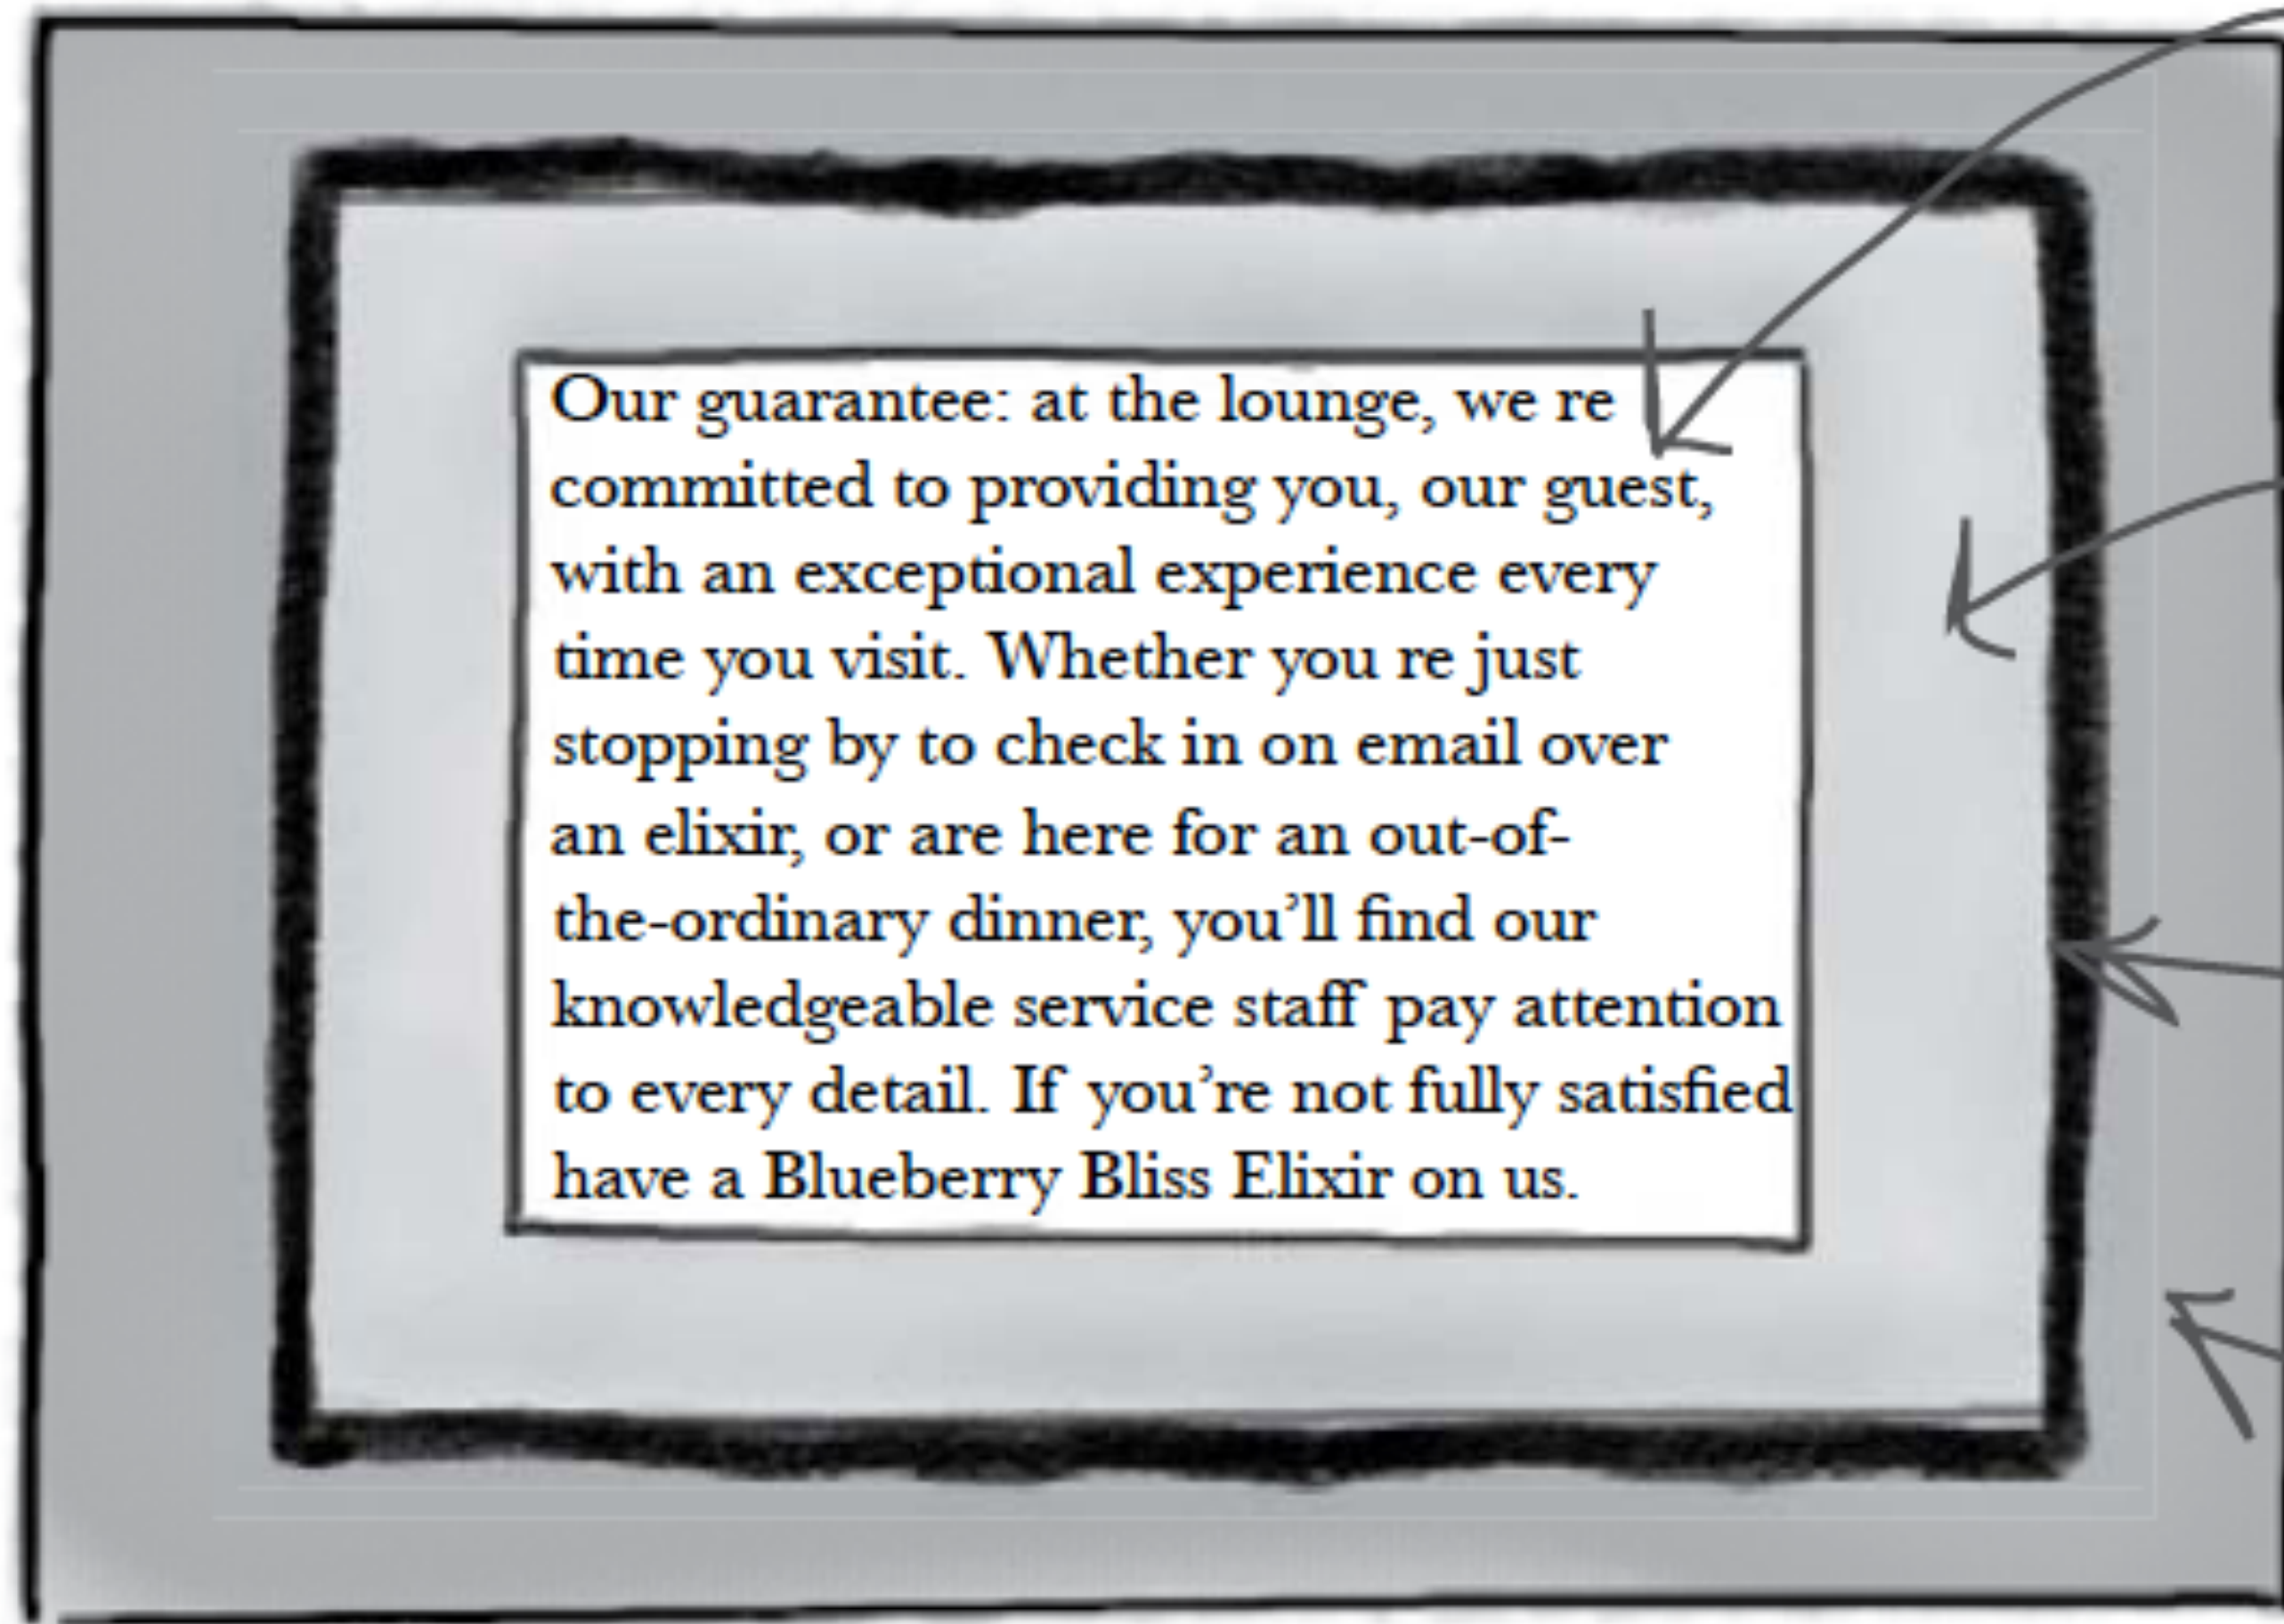 Our guarantee: at the lounge, we re
committed to providing you, our guest,
with an exceptional experience every
time you visit. Whether you re just
stopping by to check in on email over
an elixir, or are here for an out-of-
the-ordinary dinner, you’ll find our
knowledgeable service staff pay attention
to every detail. If you’re not fully satisfied
have a Blueberry Bliss Elixir on us.